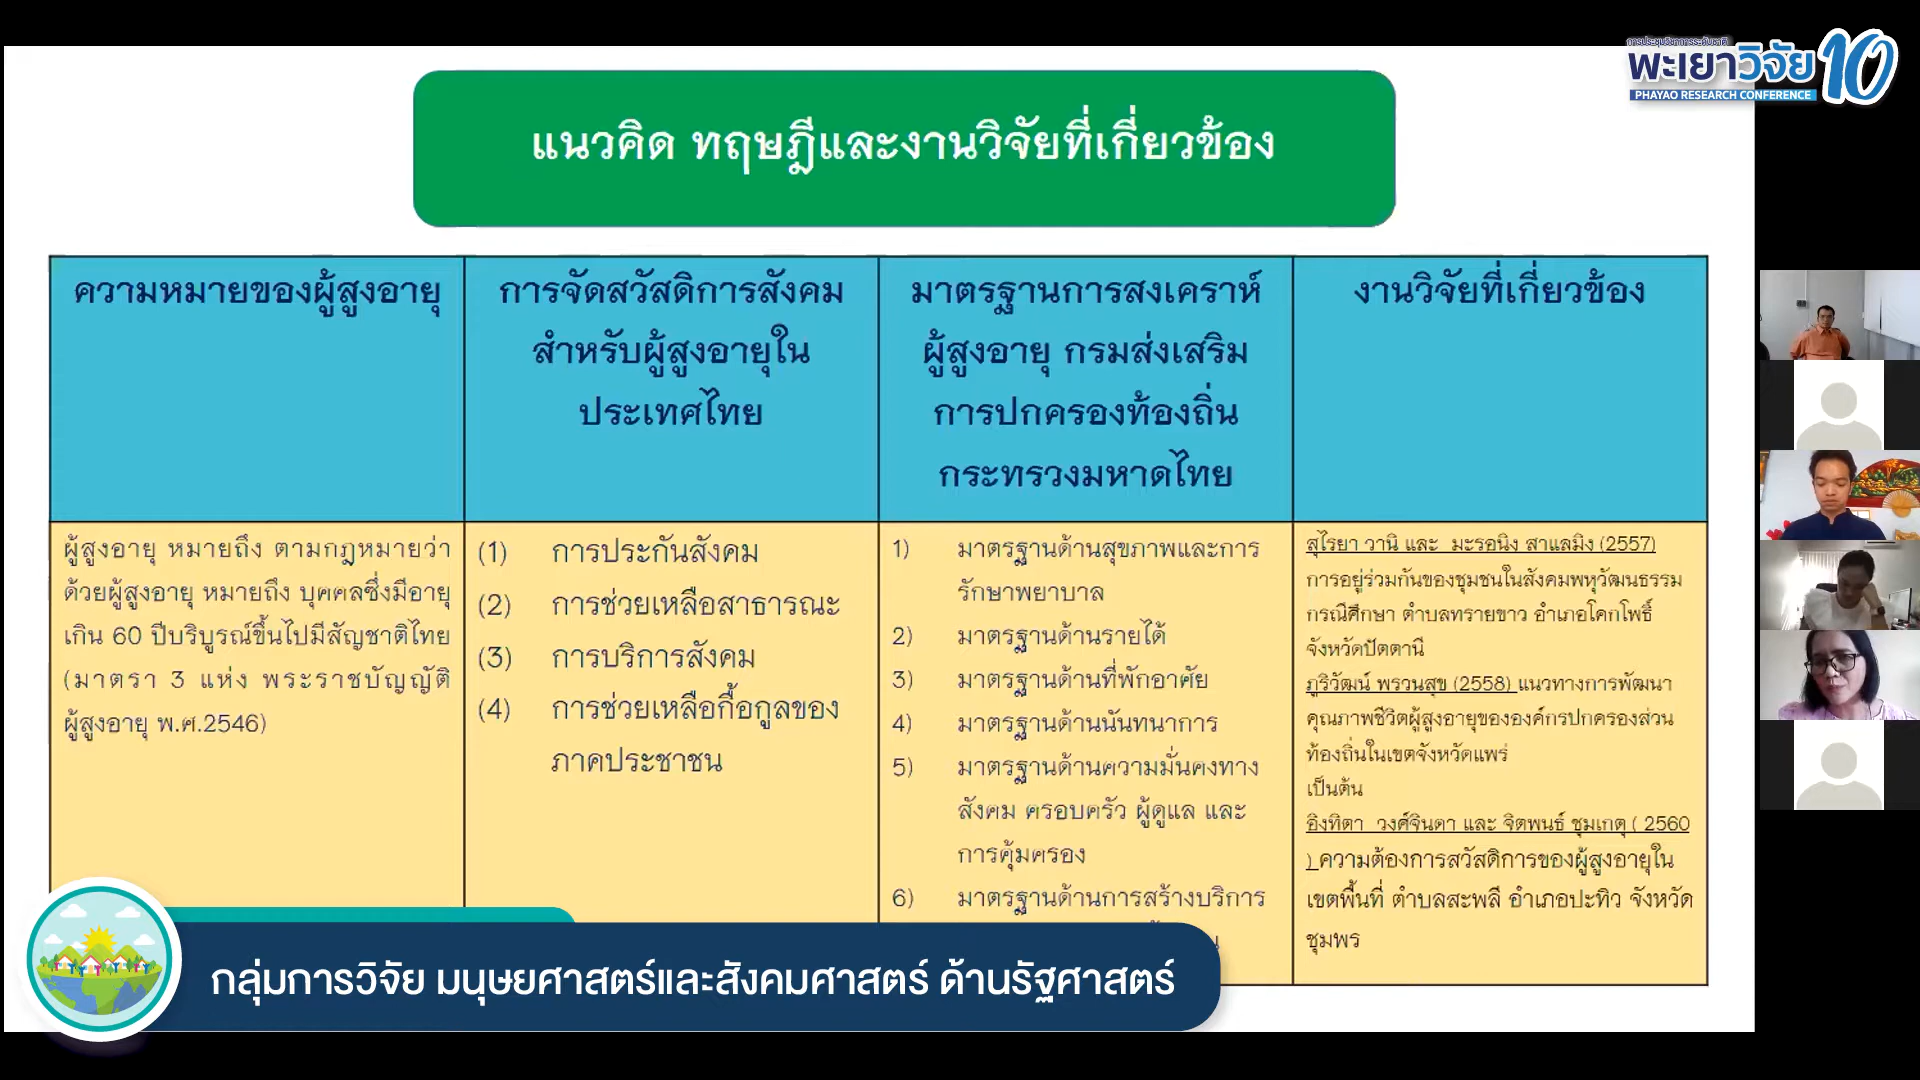 การประชุมวิชาการระดับชาติ
พะเยาวิจัย 10
PHAYAO RESEARCH CONFERENCE
แนวคิด ทฤษฎีและงานวิจัยที่เกี่ยวข้อง
ความหมายของผู้สูงอายุ
ผู้สูงอายุ หมายถึง ตามกฎหมายว่า
ด้วยผู้สูงอายุ หมายถึง บุคคลซึ่งมีอายุ
เกิน 60 ปีบริบูรณ์ขึ้นไปมีสัญชาติไทย
(มาตรา 3 แห่ง พระราชบัญญัติ
ผู้สูงอายุ พ.ศ.2546)
การจัดสวัสดิการสังคม
สำหรับผู้สูงอายุใน
ประเทศไทย
(1) การประกันสังคม
(2) การช่วยเหลือสาธารณะ
(3) การบริการสังคม
(4) การช่วยเหลือกื้อกูลของ
ภาคประชาชน
มาตรฐานการสงเคราห์
ผู้สูงอายุ กรมส่งเสริม
การปกครองท้องถิ่น
กระทรวงมหาดไทย
1) มาตรฐานด้านสุขภาพและการ
รักษาพยาบาล
2) มาตรฐานด้านรายได้
3) มาตรฐานด้านที่พักอาศัย
4) มาตรฐานด้านนันทนาการ
5) มาตรฐานด้านความมั่นคงทาง
สังคม ครอบครัว ผู้ดูแล และ
การคุ้มครอง
6) มาตรฐานด้านการสร้างบริการ
งานวิจัยที่เกี่ยวข้อง
สุไรยา วานิ และ มะรอนิง สาแลมิง (2557)
การอยู่ร่วมกันของชุมชนในสังคมพหุวัฒนธรรม
กรณีศึกษา ตำบลทรายขาว อำเภอโคกโพธิ์
จังหวัดปัตตานี
ภูริวัฒน์ พรวนสุข (2558) แนวทางการพัฒนา
คุณภาพชีวิตผู้สูงอายุขององค์กรปกครองส่วน
ท้องถิ่นในเขตจังหวัดแพร่
เป็นต้น
อิงทิตา วงศ์จินดา และ จิตพนธ์ ชุมเกตุ ( 2560
) ความต้องการสวัสดิการของผู้สูงอายุใน
เขตพื้นที่ ตำบลสะพลี อำเภอปะทิว จังหวัด
ชุมพร
กลุ่มการวิจัย มนุษยศาสตร์และสังคมศาสตร์ ด้านรัฐศาสตร์